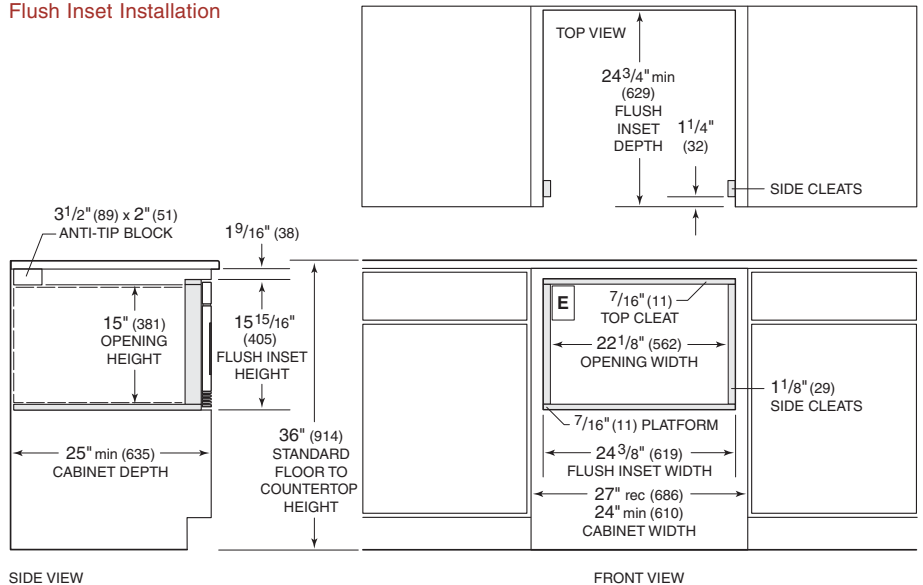 Flush Inset Installation
TOP VIEW
24 3/4" min
(629)
FLUSH
INSET
DEPTH
1 1/4"
(32)
SIDE CLEATS
3 1/2" (89) x 2" (51)
ANTI-TIP BLOCK
1 9/16" (38)
15" (381)
OPENING
HEIGHT
15 15/16"
(405)
FLUSH INSET
HEIGHT
36" (914)
STANDARD
FLOOR TO
COUNTERTOP
HEIGHT
25" min (635)
CABINET DEPTH
E
7/16" (11)
TOP CLEAT
22 1/8" (562)
OPENING WIDTH
1 1/8" (29)
SIDE CLEATS
7/16" (11) PLATFORM
24 3/8" (619)
FLUSH INSET WIDTH
27" rec (686)
24" min (610)
CABINET WIDTH
SIDE VIEW
FRONT VIEW